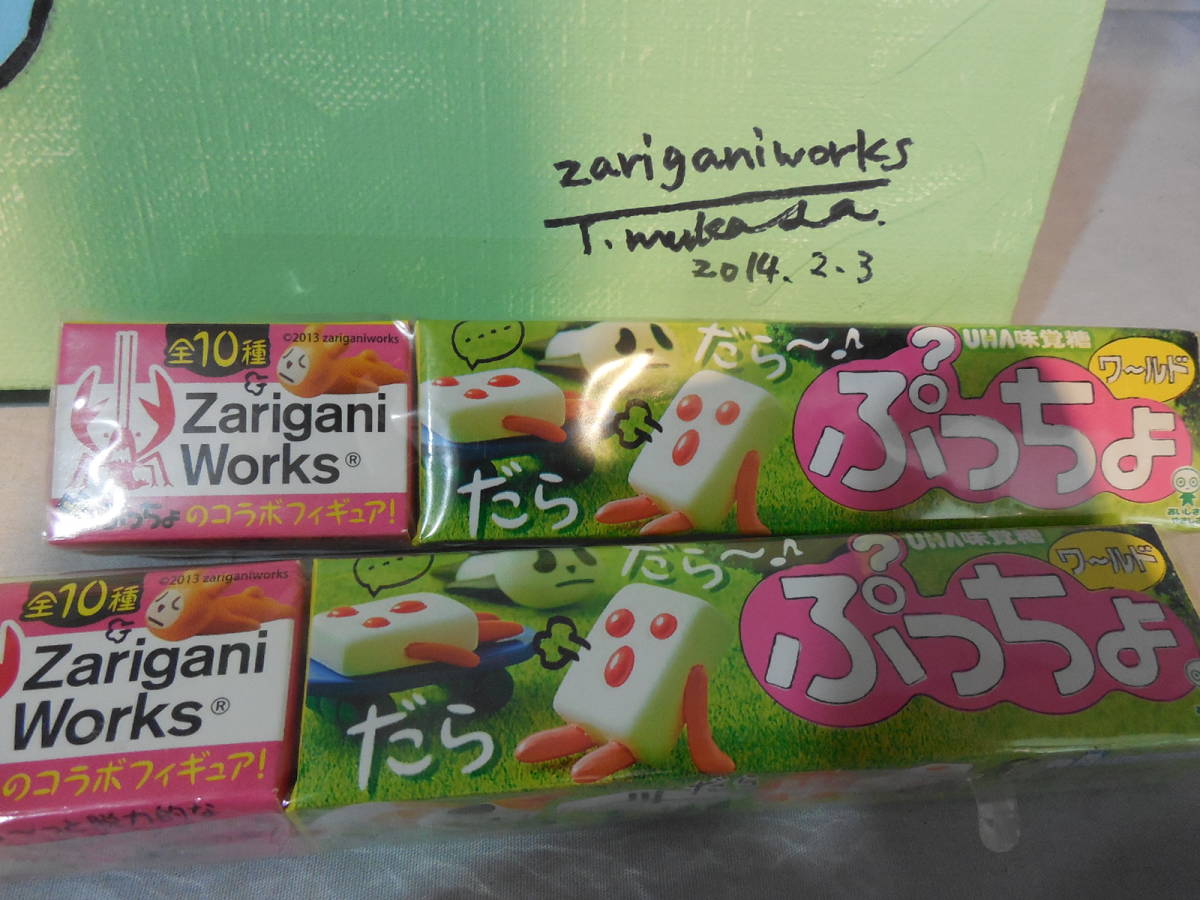 zariganiworks
T.mukada.
2014.2.3
全10種
©2013 zariganiworks
Zarigani
Works®
ぷっちょのコラボフィギュア!
だら〜♪
だら
UHA味覚糖
ぷっちょ
ワールド
?
全10種
©2013 zariganiworks
Zarigani
Works®
のコラボフィギュア!
だら〜♪
だら
UHA味覚糖
ぷっちょ
ワールド
?